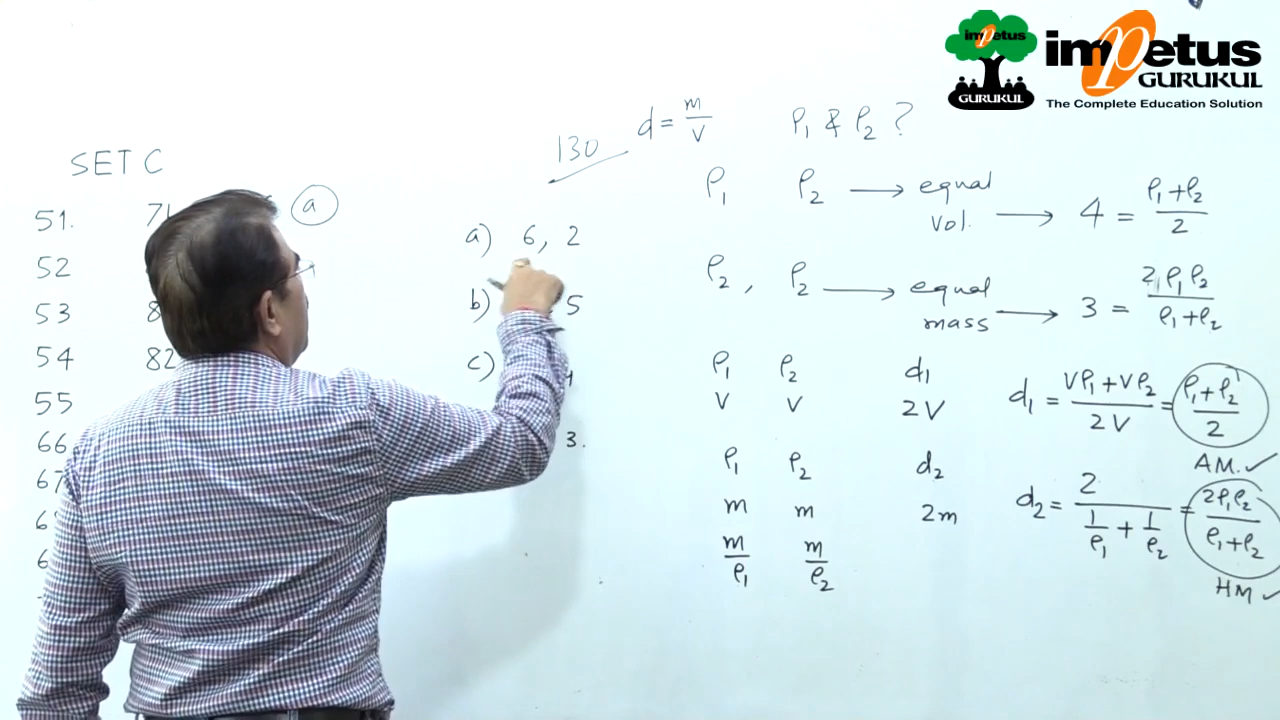 impetus
GURUKUL
impetus
GURUKUL
The Complete Education Solution
SET C
51.
a
52
53
54 82
55
66
130
d = m/V
ρ₁ & ρ₂ ?
a) 6, 2
b) 5
c)
3.
ρ₁ ρ₂ → equal vol. → 4 = (ρ₁+ρ₂)/2
ρ₂, ρ₂ → equal mass → 3 = 2ρ₁ρ₂/(ρ₁+ρ₂)
ρ₁ ρ₂ d₁
V V 2V
d₁ = (Vρ₁+Vρ₂)/2V = (ρ₁+ρ₂)/2
AM. ✓
ρ₁ ρ₂ d₂
m m 2m
m/ρ₁ m/ρ₂
d₂ = 2/(1/ρ₁ + 1/ρ₂) = 2ρ₁ρ₂/(ρ₁+ρ₂)
HM ✓